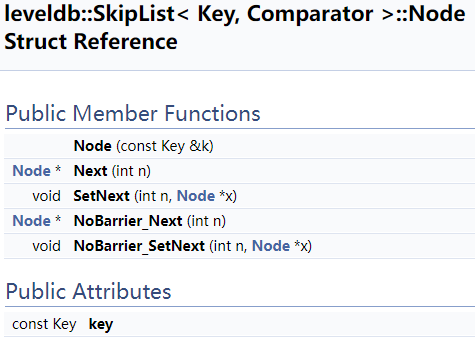 leveldb::SkipList< Key, Comparator >::Node
Struct Reference
Public Member Functions
Node (const Key &k)
Node * Next (int n)
void SetNext (int n, Node *x)
Node * NoBarrier_Next (int n)
void NoBarrier_SetNext (int n, Node *x)
Public Attributes
const Key key